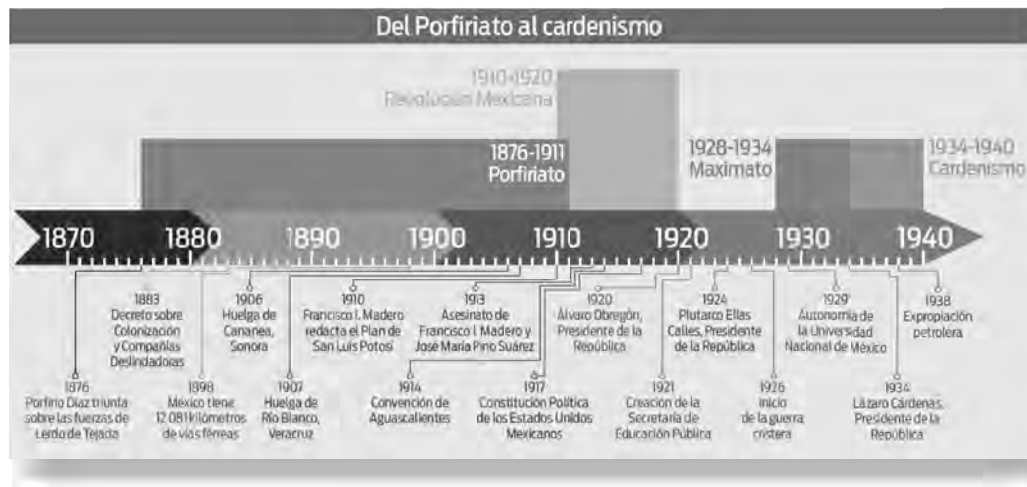 Del Porfiriato al cardenismo
1910-1920
Revolución Mexicana
1876-1911
Porfiriato
1928-1934
Maximato
1934-1940
Cardenismo
1870
1880
1890
1900
1910
1920
1930
1940
1883
Decreto sobre
Colonización
y Compañías
Deslindadoras
1906
Huelga de
Cananea,
Sonora
1910
Francisco I. Madero
redacta el Plan de
San Luis Potosí
1913
Asesinato de
Francisco I. Madero y
José María Pino Suárez
1920
Álvaro Obregón,
Presidente de la
República
1924
Plutarco Elías
Calles, Presidente
de la República
1929
Autonomía de
la Universidad
Nacional de México
1938
Expropiación
petrolera
1876
Porfirio Díaz triunfa
sobre las fuerzas de
Lerdo de Tejada
1898
México tiene
12 081 kilómetros
de vías férreas
1907
Huelga de
Río Blanco,
Veracruz
1914
Convención de
Aguascalientes
1917
Constitución Política
de los Estados Unidos
Mexicanos
1921
Creación de la
Secretaría de
Educación Pública
1926
Inicio
de la guerra
cristera
1934
Lázaro Cárdenas,
Presidente de la
República